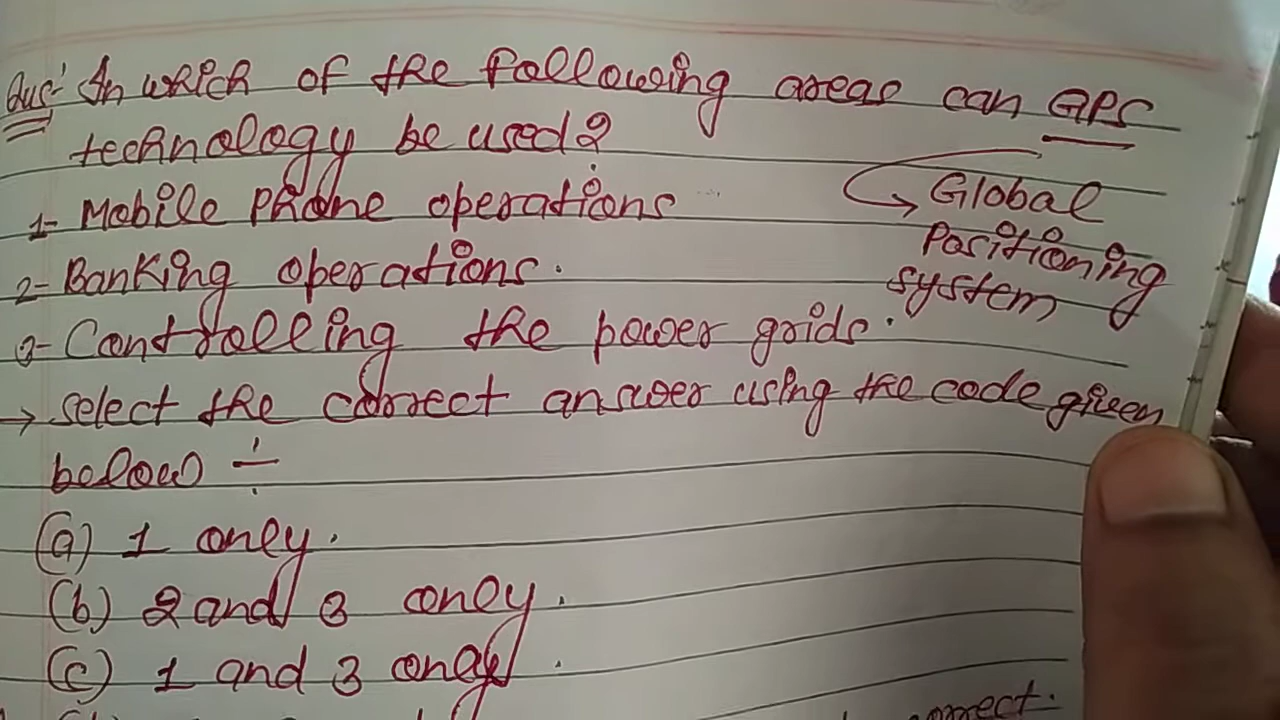 Que:- In which of the following areas can GPS
technology be used?
Global
Positioning
system
1- Mobile phone operations
2- Banking operations.
3- Controlling the power grids.
→ select the correct answer using the code given
below ÷
(a) 1 only.
(b) 2 and 3 only.
(c) 1 and 3 only.
correct.